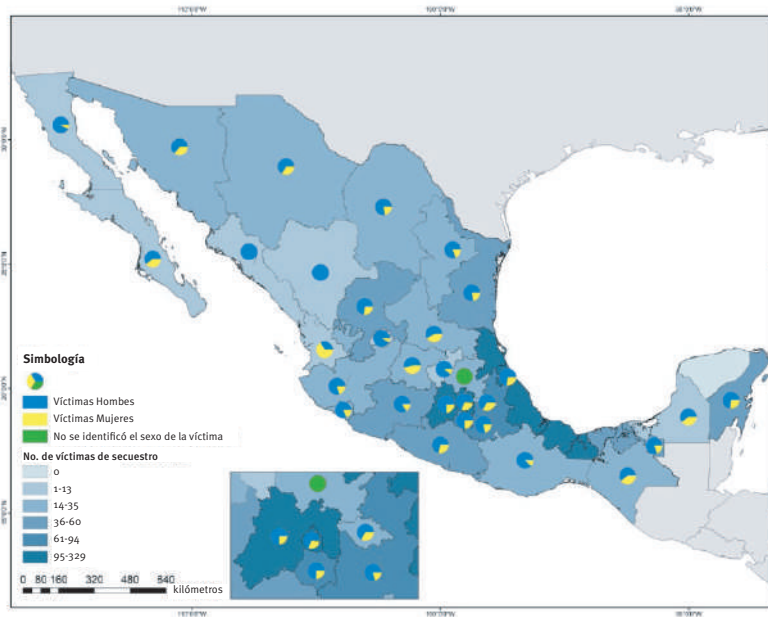 Simbología
Víctimas Hombes
Víctimas Mujeres
No se identificó el sexo de la víctima
No. de víctimas de secuestro
0
1-13
14-35
36-60
61-94
95-329
0 80 160 320 480 640
kilómetros